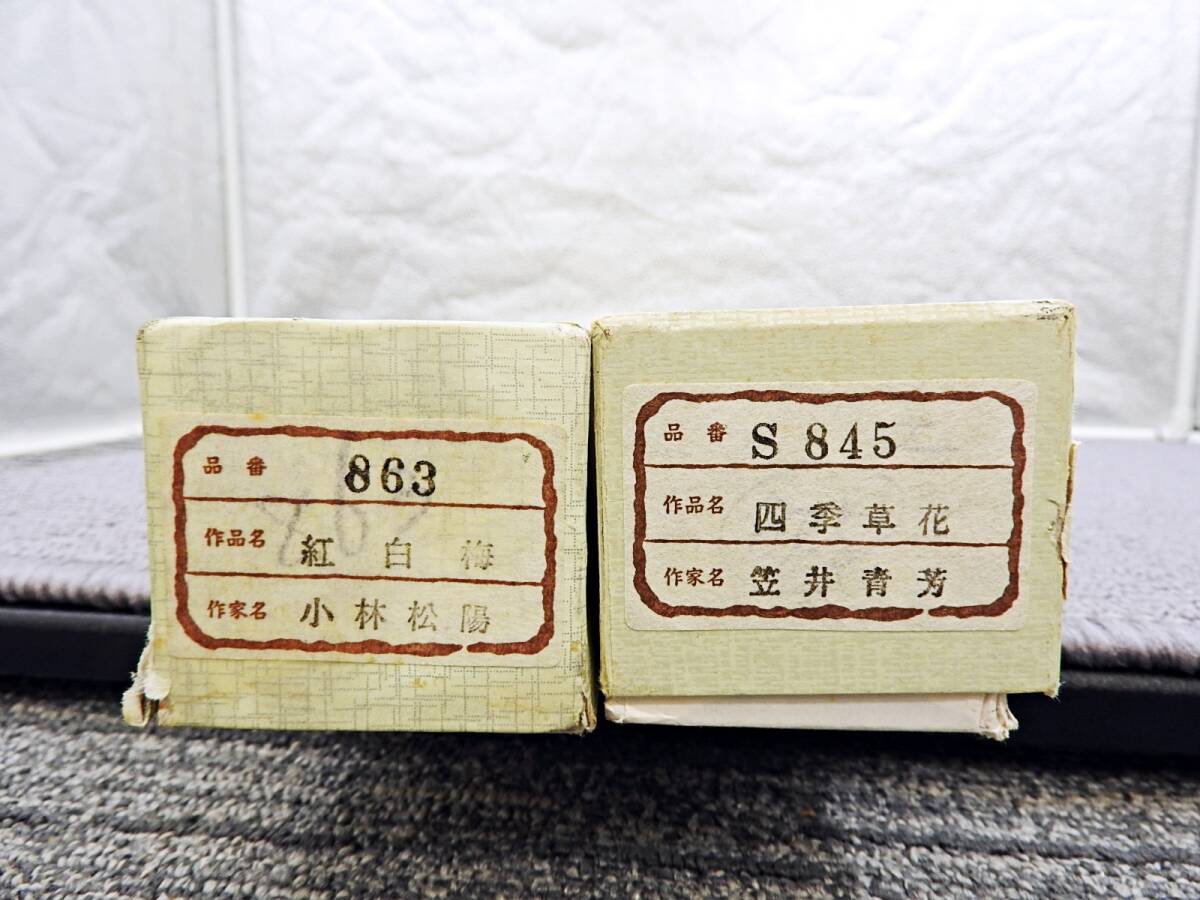 品番 863
作品名 紅白梅
作家名 小林松陽
品番 S 845
作品名 四季草花
作家名 笠井青芳